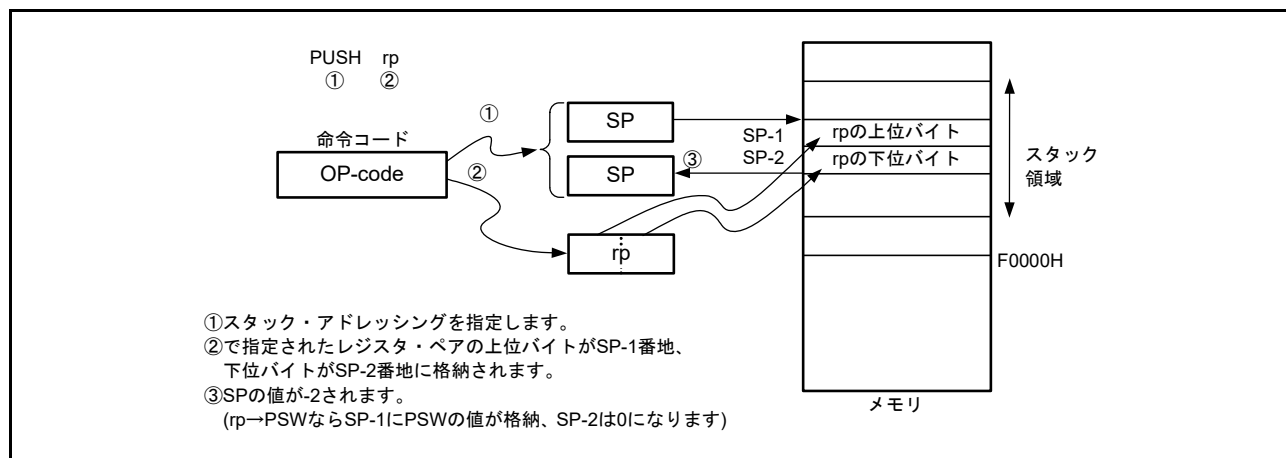 PUSH rp
① ②
命令コード
OP-code
①
②
SP
SP
③
rp
SP-1
SP-2
rpの上位バイト
rpの下位バイト
スタック
領域
F0000H
メモリ
①スタック・アドレッシングを指定します。
②で指定されたレジスタ・ペアの上位バイトがSP-1番地、
下位バイトがSP-2番地に格納されます。
③SPの値が-2されます。
(rp→PSWならSP-1にPSWの値が格納、SP-2は0になります)